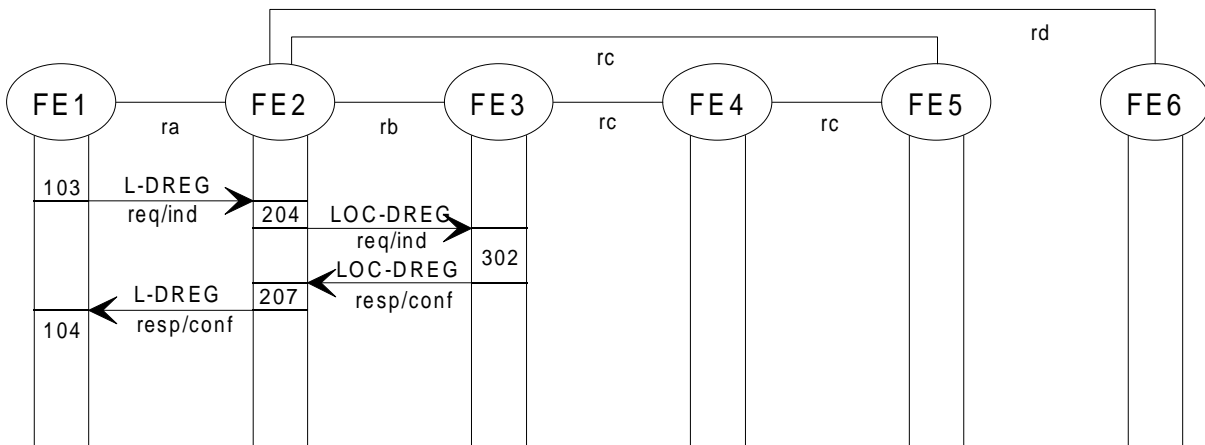 rd
rc
FE1 FE2 FE3 FE4 FE5 FE6
ra rb rc rc
103 L-DREG
req/ind 204 LOC-DREG
req/ind
302
LOC-DREG
L-DREG 207 resp/conf
104 resp/conf